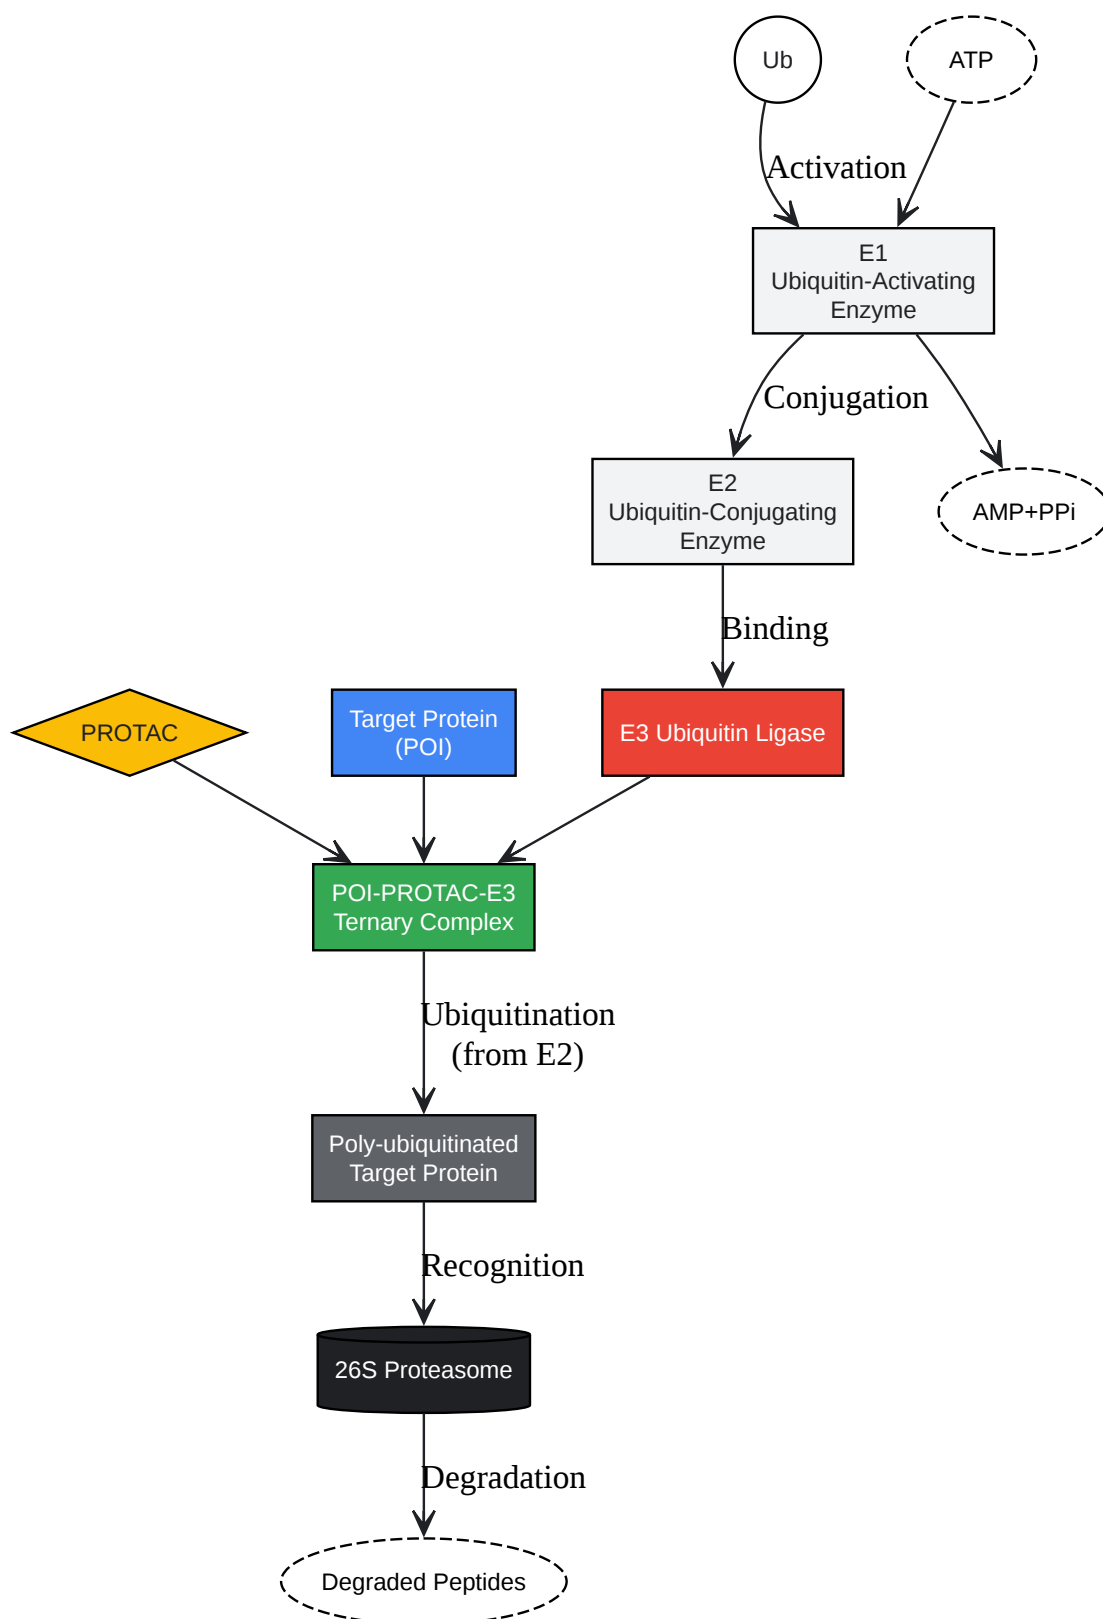 Ub
ATP
Activation
E1
Ubiquitin-Activating
Enzyme
Conjugation
E2
Ubiquitin-Conjugating
Enzyme
AMP+PPi
Binding
PROTAC
Target Protein
(POI)
E3 Ubiquitin Ligase
POI-PROTAC-E3
Ternary Complex
Ubiquitination
(from E2)
Poly-ubiquitinated
Target Protein
Recognition
26S Proteasome
Degradation
Degraded Peptides